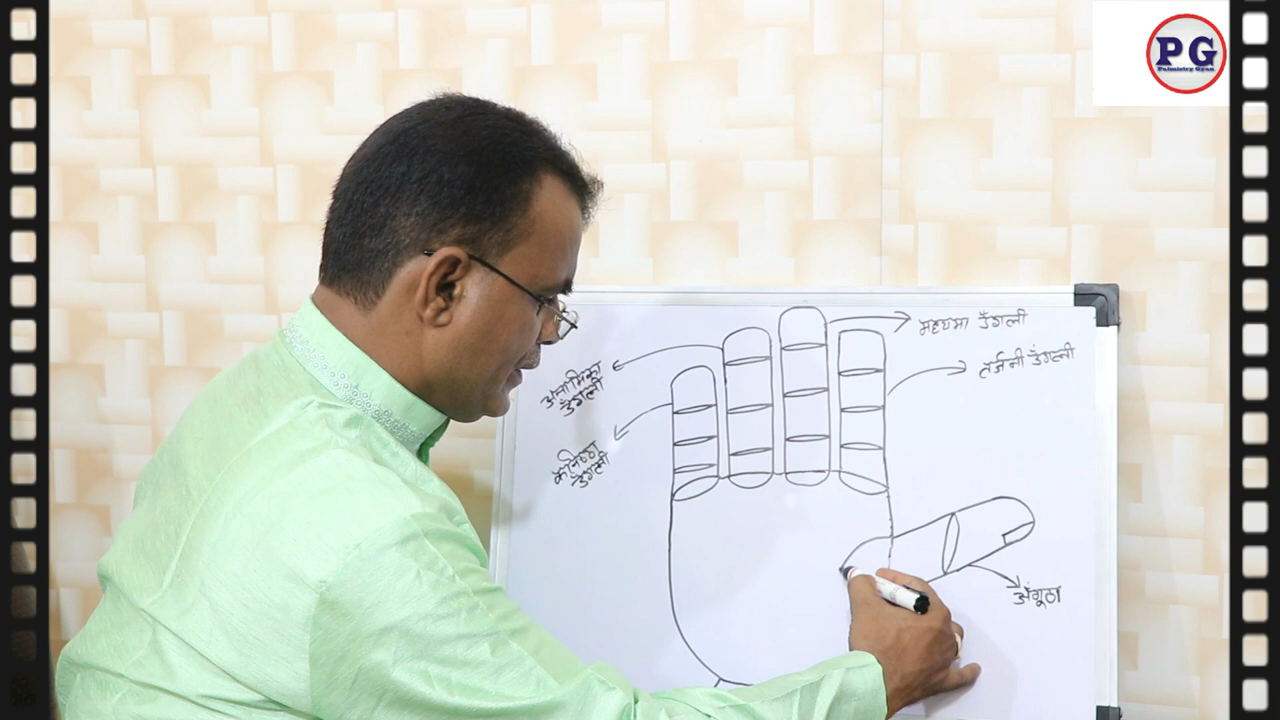 PG
Palmistry Gyan
मध्यमा उँगली
तर्जनी उँगली
अनामिका
उँगली
कनिष्ठा
उँगली
अँगूठा